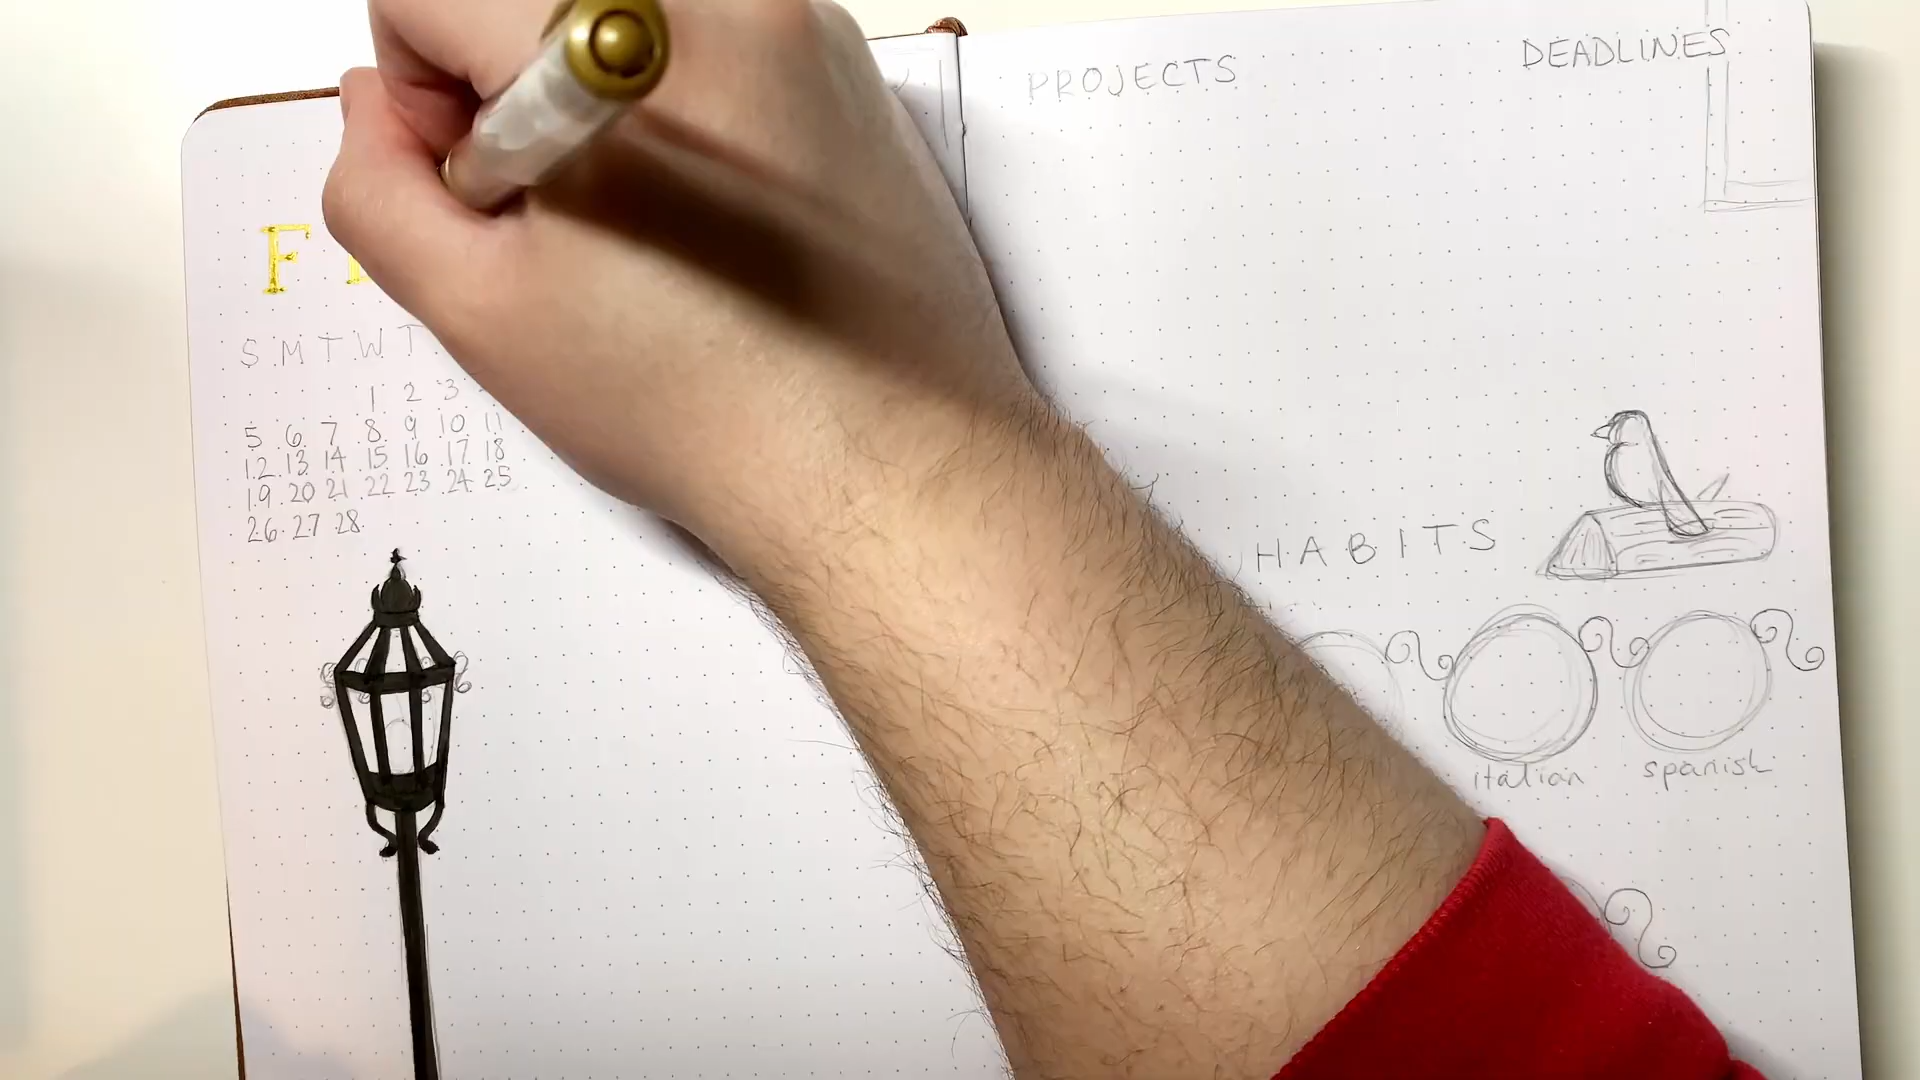 F
S M T W T
1 2 3
5 6 7 8 9 10 11
12 13 14 15 16 17 18
19 20 21 22 23 24 25
26 27 28
PROJECTS
DEADLINES
HABITS
italian
spanish